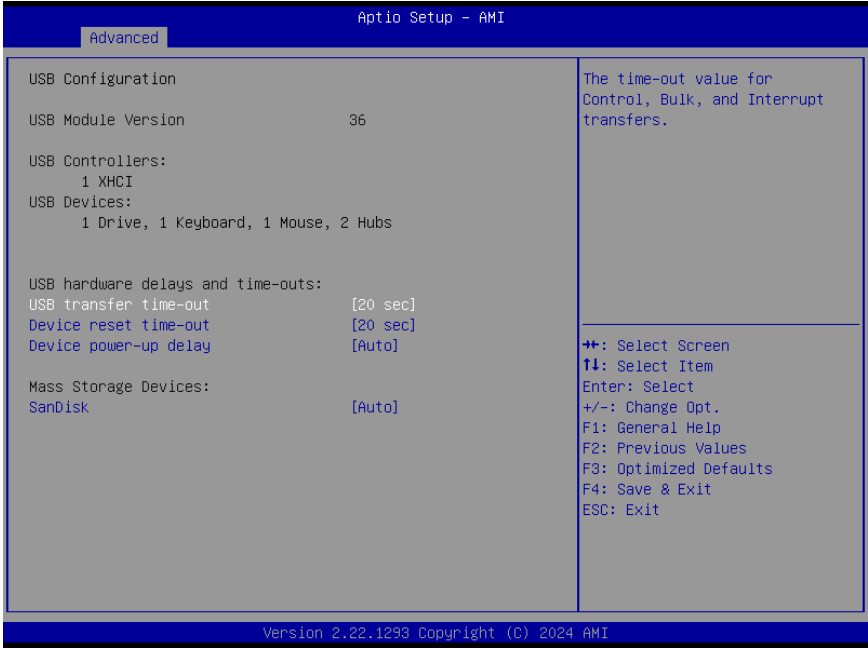 Aptio Setup – AMI
Advanced
USB Configuration
USB Module Version 36
USB Controllers:
1 XHCI
USB Devices:
1 Drive, 1 Keyboard, 1 Mouse, 2 Hubs
USB hardware delays and time-outs:
USB transfer time-out [20 sec]
Device reset time-out [20 sec]
Device power-up delay [Auto]
Mass Storage Devices:
SanDisk [Auto]
The time-out value for
Control, Bulk, and Interrupt
transfers.
→←: Select Screen
↑↓: Select Item
Enter: Select
+/-: Change Opt.
F1: General Help
F2: Previous Values
F3: Optimized Defaults
F4: Save & Exit
ESC: Exit
Version 2.22.1293 Copyright (C) 2024 AMI